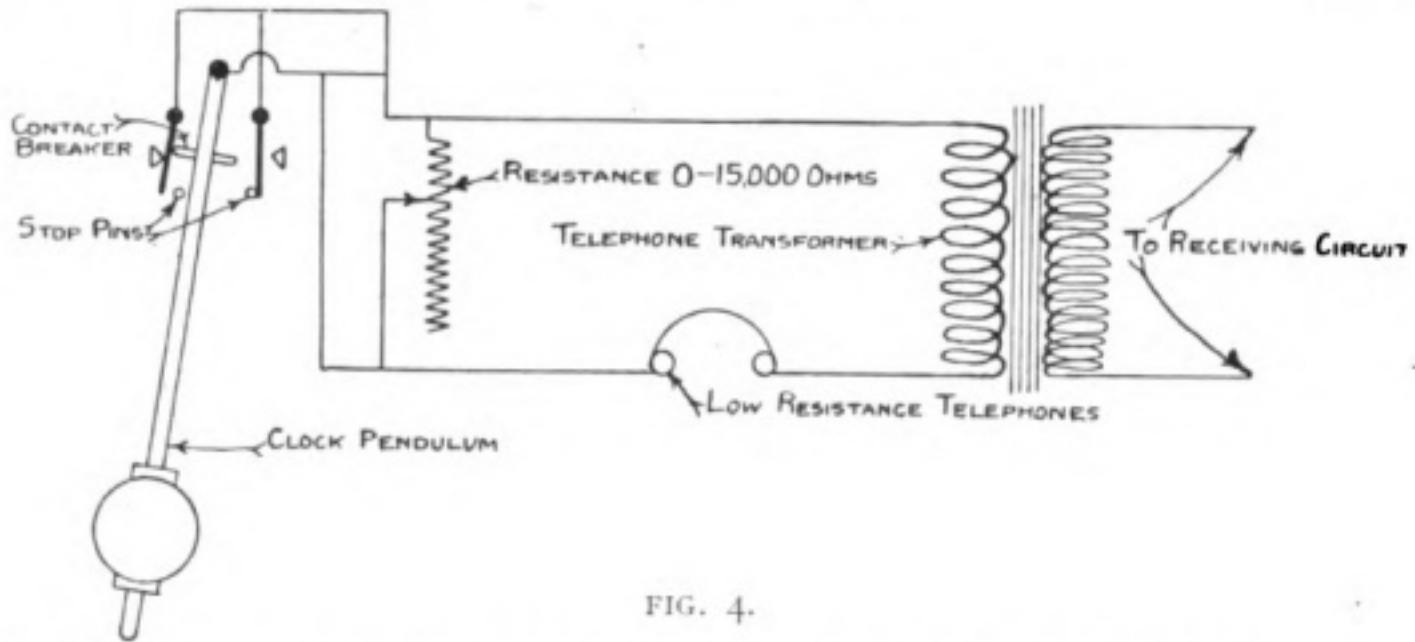 CONTACT
BREAKER
STOP PINS
RESISTANCE 0-15,000 OHMS
TELEPHONE TRANSFORMER
TO RECEIVING CIRCUIT
LOW RESISTANCE TELEPHONES
CLOCK PENDULUM
FIG. 4.